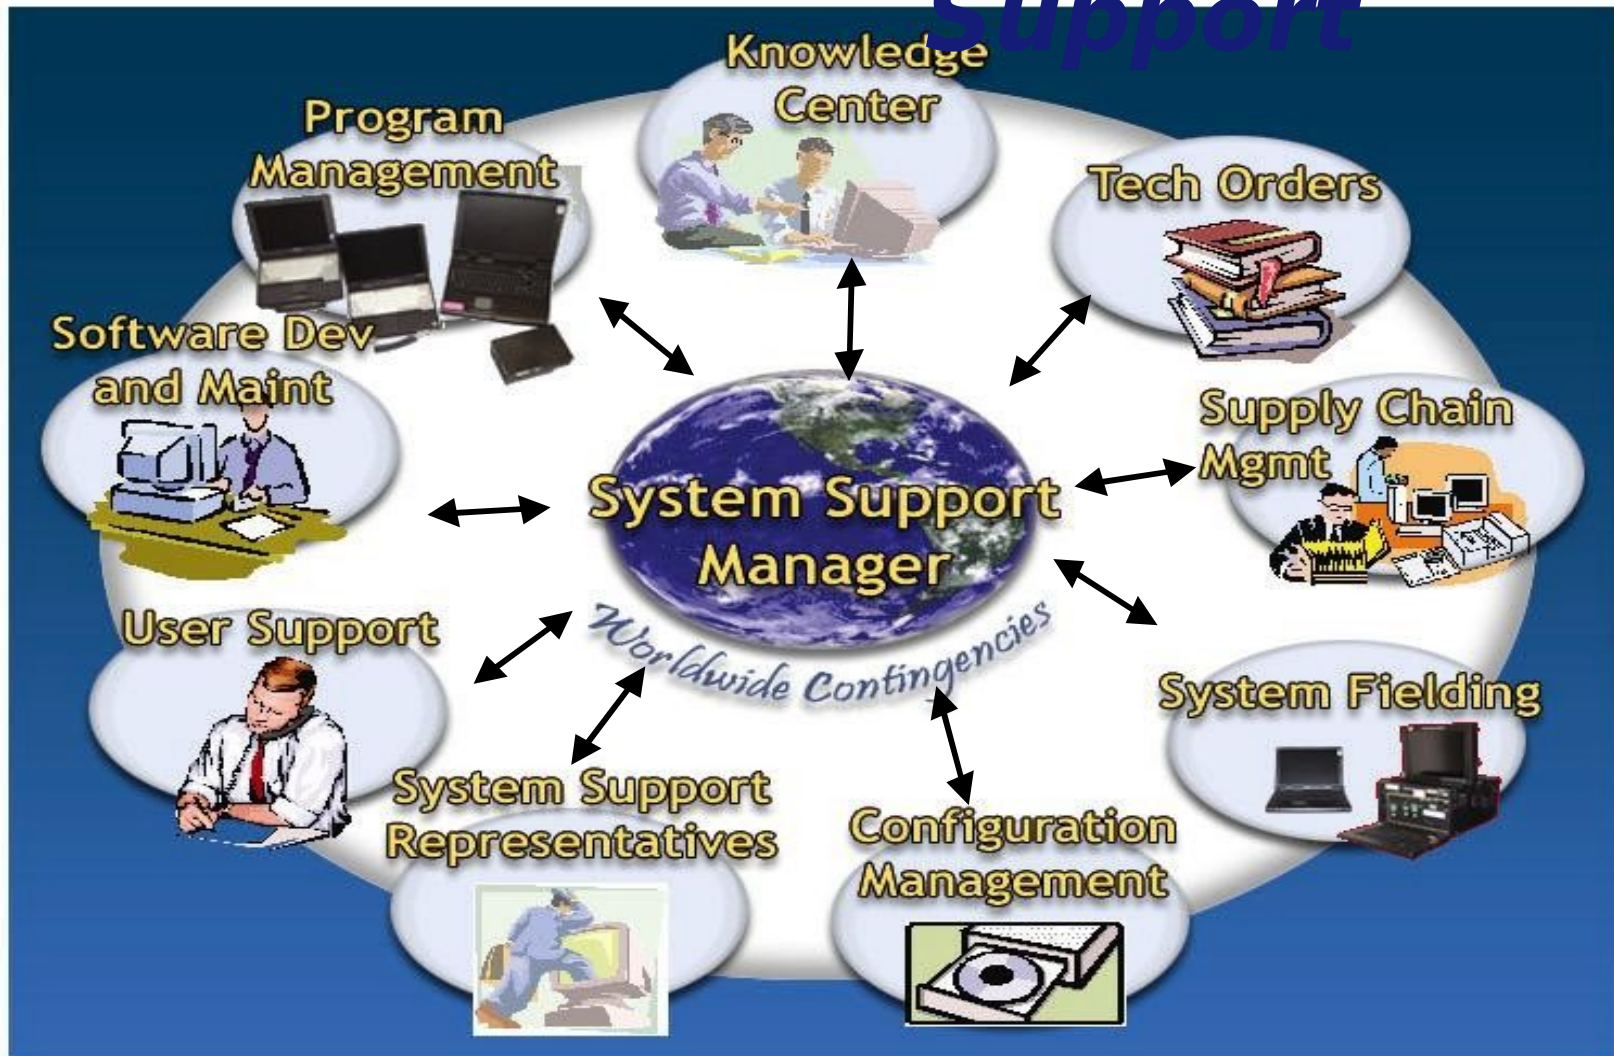 Support
Knowledge
Center
Program
Management
Tech Orders
Software Dev
and Maint
Supply Chain
Mgmt
System Support
Manager
Worldwide Contingencies
User Support
System Fielding
System Support
Representatives
Configuration
Management